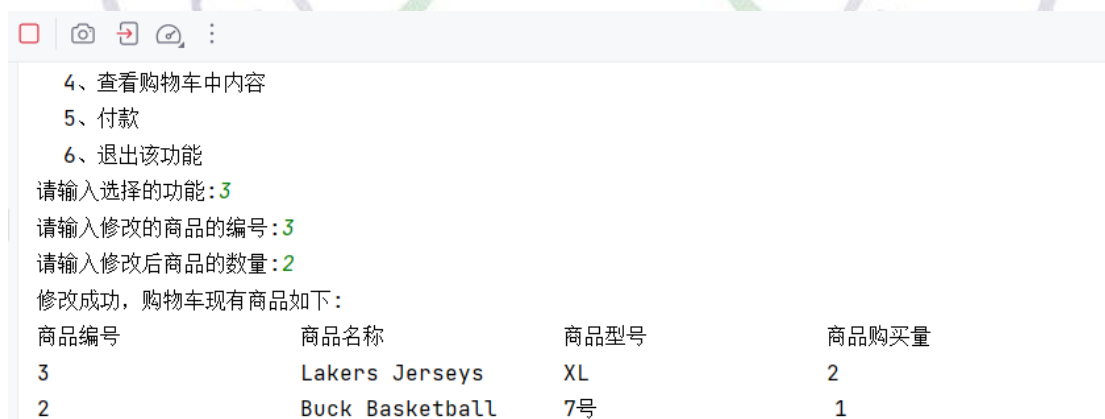 4、查看购物车中内容
5、付款
6、退出该功能
请输入选择的功能:3
请输入修改的商品的编号:3
请输入修改后商品的数量:2
修改成功，购物车现有商品如下:
商品编号 商品名称 商品型号 商品购买量
3 Lakers Jerseys XL 2
2 Buck Basketball 7号 1